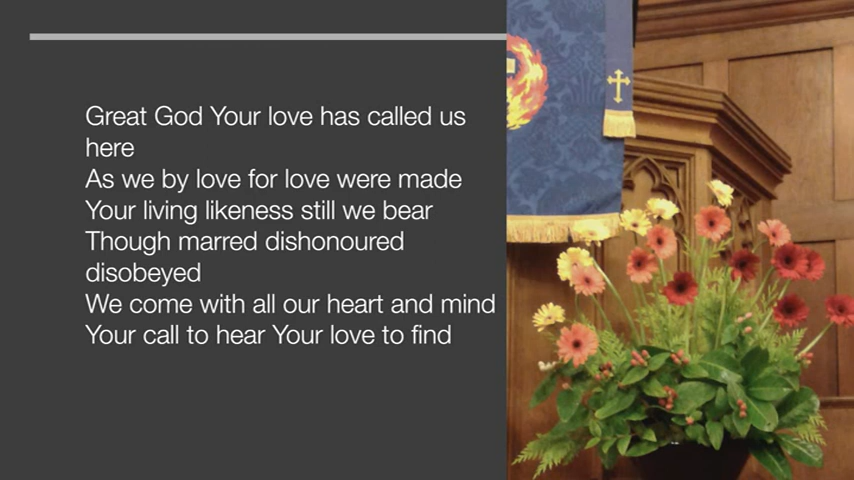 Great God Your love has called us
here
As we by love for love were made
Your living likeness still we bear
Though marred dishonoured
disobeyed
We come with all our heart and mind
Your call to hear Your love to find